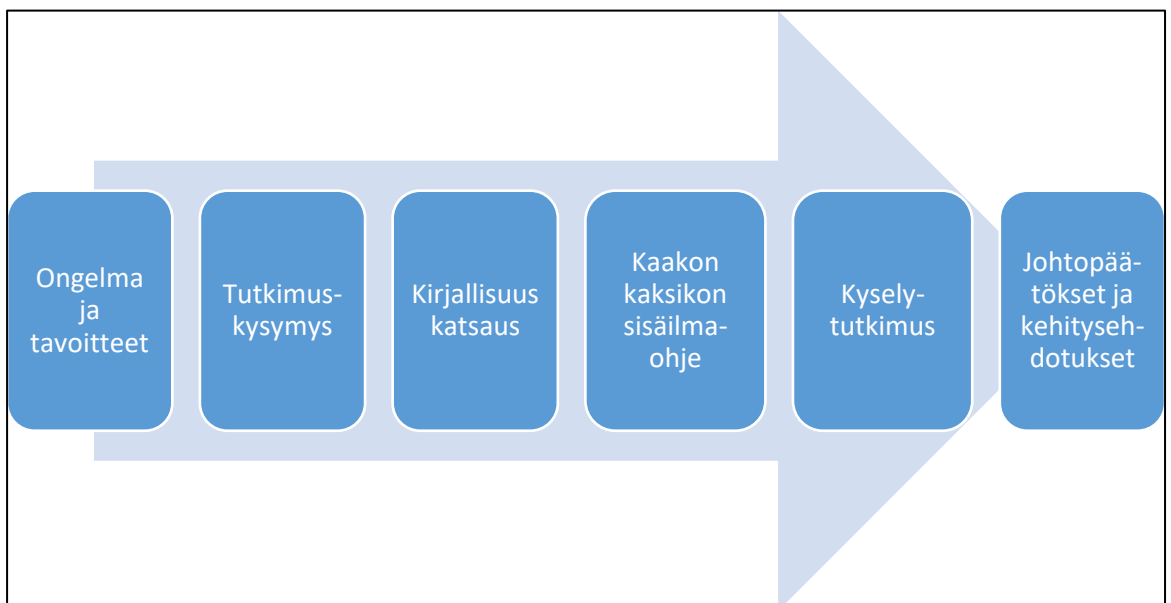 Ongelma
ja
tavoitteet
Tutkimus-
kysymys
Kirjallisuus
katsaus
Kaakon
kaksikon
sisäilma-
ohje
Kysely-
tutkimus
Johtopää-
tökset ja
kehityseh-
dotukset